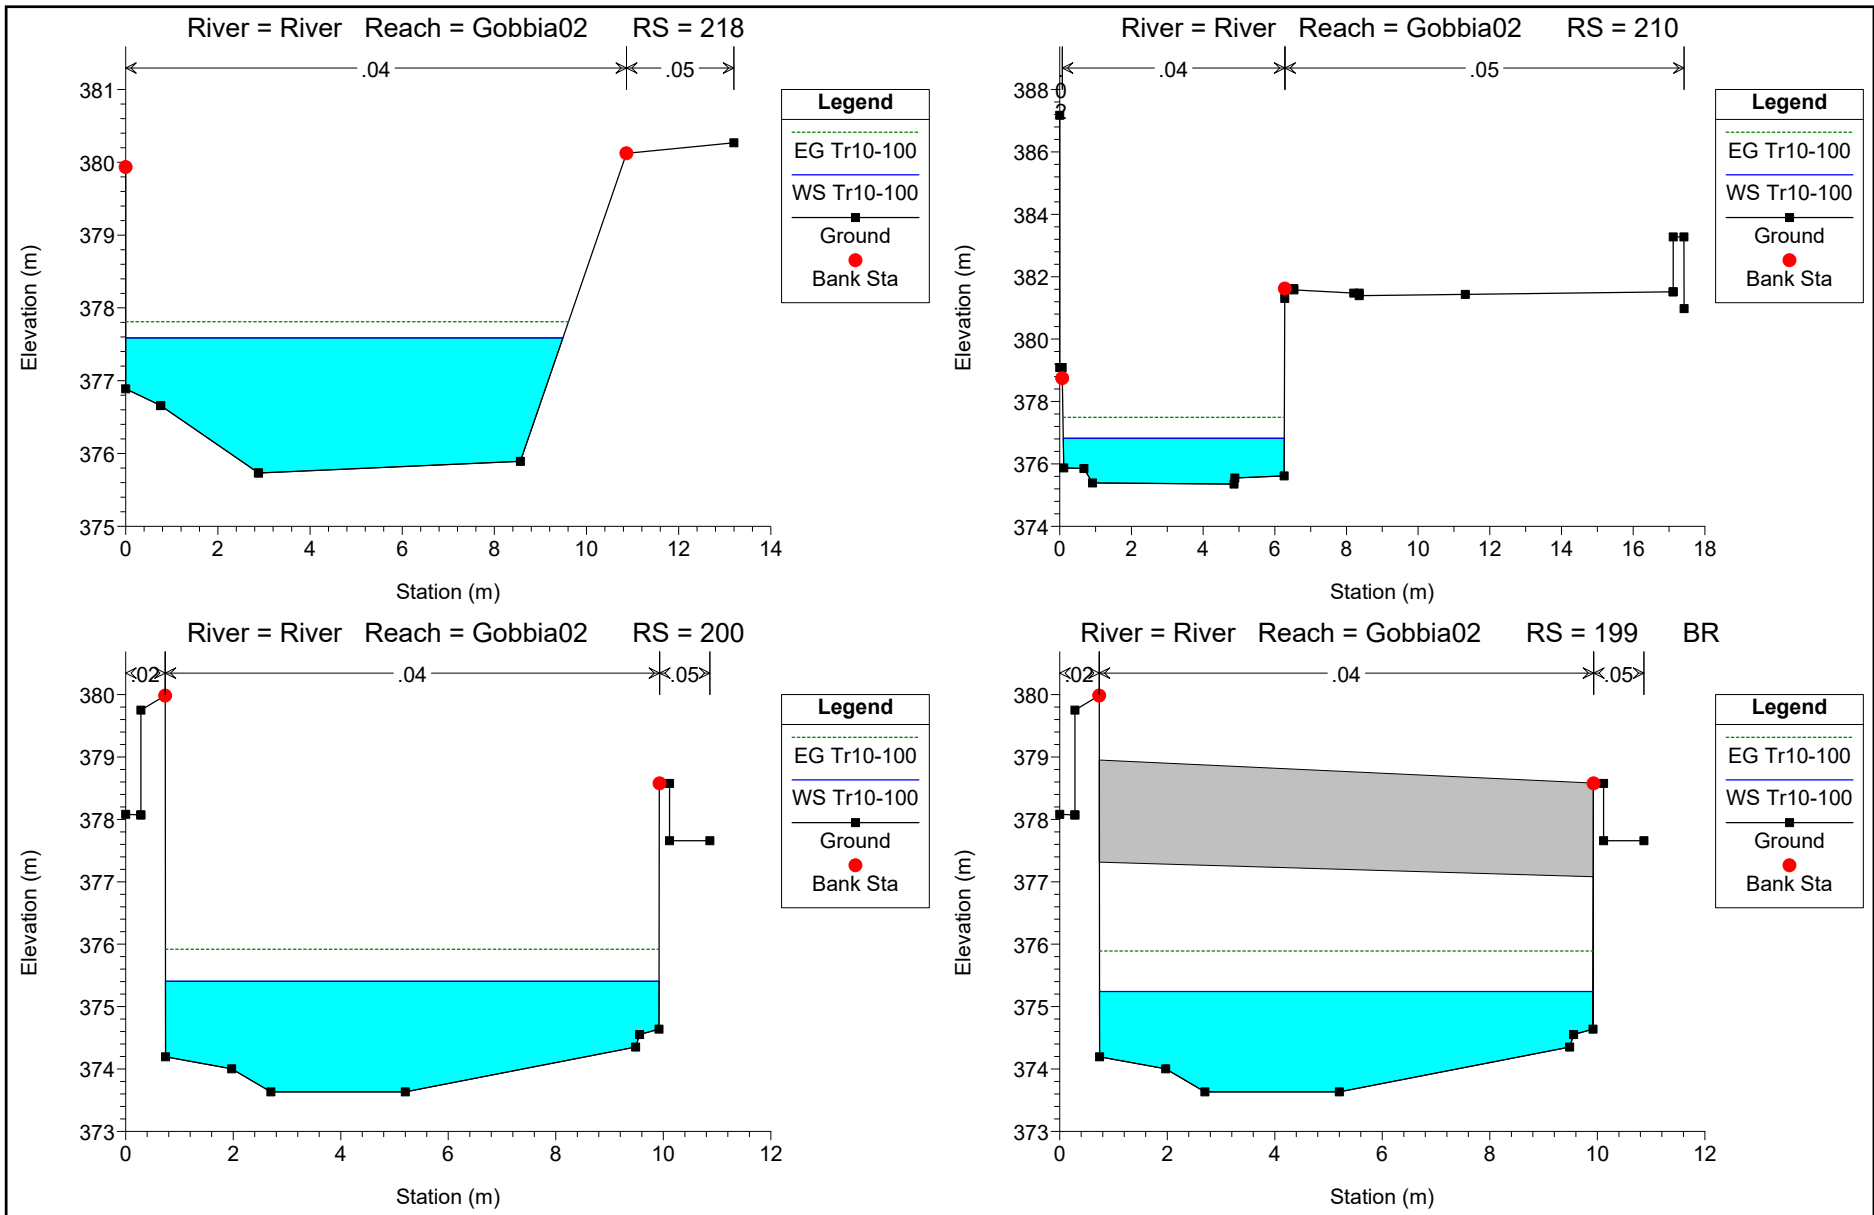 River = River Reach = Gobbia02 RS = 218
.04 .05
381
380
379
378
377
376
375
0 2 4 6 8 10 12 14
Station (m)
Elevation (m)
Legend
EG Tr10-100
WS Tr10-100
Ground
Bank Sta
River = River Reach = Gobbia02 RS = 210
.02 .04 .05
388
386
384
382
380
378
376
374
0 2 4 6 8 10 12 14 16 18
Station (m)
Elevation (m)
Legend
EG Tr10-100
WS Tr10-100
Ground
Bank Sta
River = River Reach = Gobbia02 RS = 200
.02 .04 .05
380
379
378
377
376
375
374
373
0 2 4 6 8 10 12
Station (m)
Elevation (m)
Legend
EG Tr10-100
WS Tr10-100
Ground
Bank Sta
River = River Reach = Gobbia02 RS = 199 BR
.02 .04 .05
380
379
378
377
376
375
374
373
0 2 4 6 8 10 12
Station (m)
Elevation (m)
Legend
EG Tr10-100
WS Tr10-100
Ground
Bank Sta